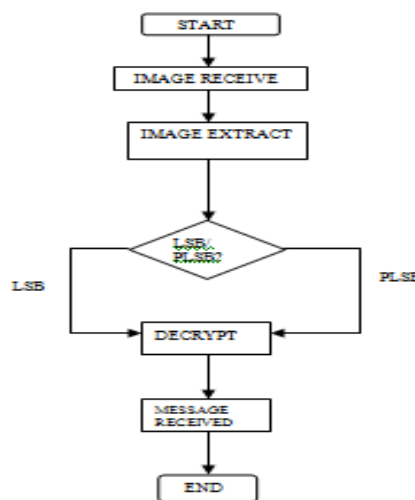 START
IMAGE RECEIVE
IMAGE EXTRACT
LSB/
PLSB?
LSB
PLSB
DECRYPT
MESSAGE
RECEIVED
END